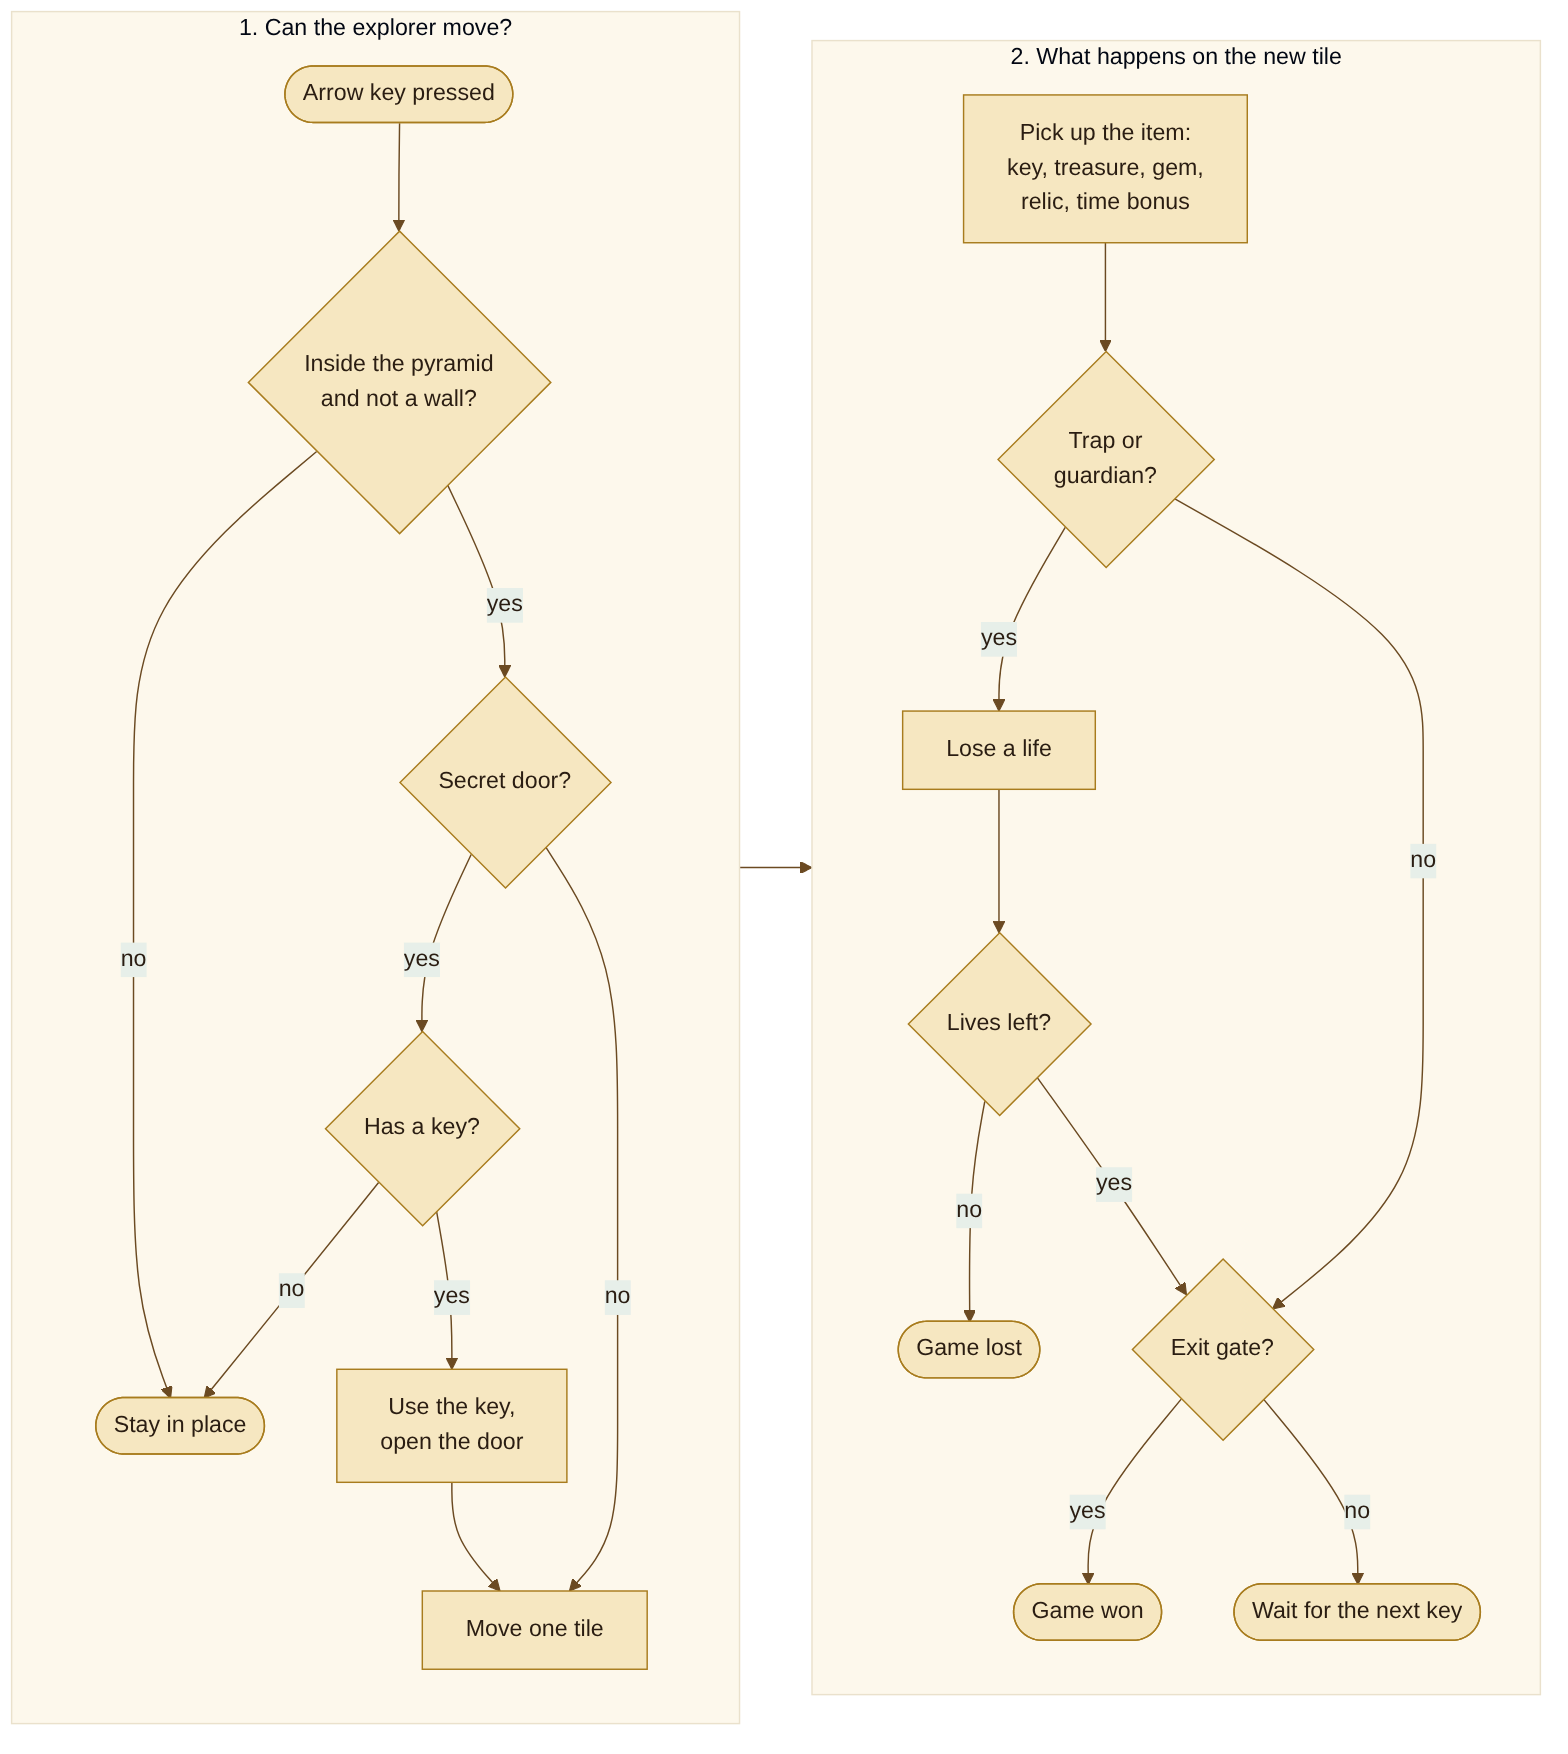 1. Can the explorer move?
Arrow key pressed
Inside the pyramid
and not a wall?
yes
Secret door?
no
yes
Has a key?
no
yes
no
Stay in place
Use the key,
open the door
Move one tile
2. What happens on the new tile
Pick up the item:
key, treasure, gem,
relic, time bonus
Trap or
guardian?
yes
Lose a life
no
Lives left?
yes
no
Game lost
Exit gate?
yes
no
Game won
Wait for the next key